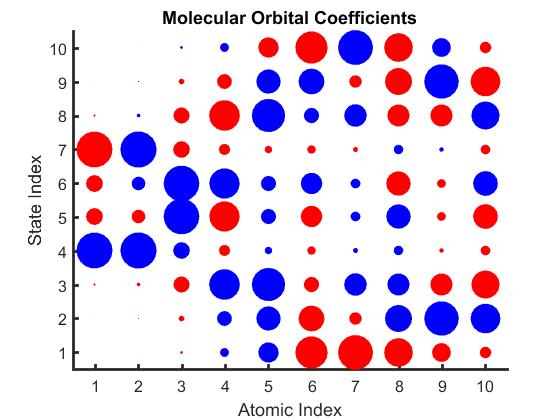 Molecular Orbital Coefficients
10
9
8
7
6
5
4
3
2
1
State Index
1 2 3 4 5 6 7 8 9 10
Atomic Index